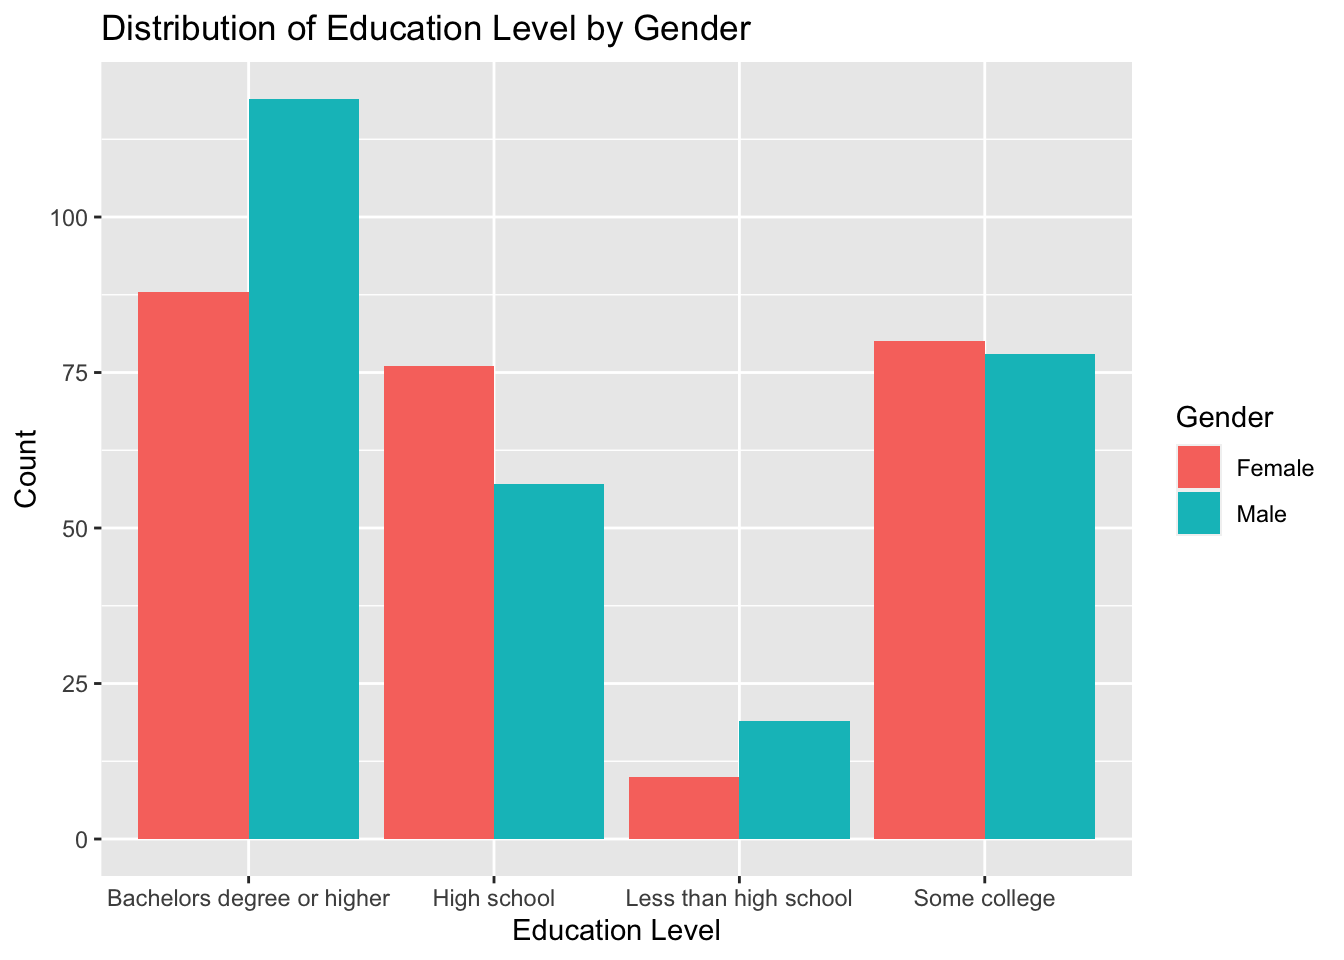 Distribution of Education Level by Gender
100
75
50
25
0
Count
Bachelors degree or higher
High school
Less than high school
Some college
Education Level
Gender
Female
Male